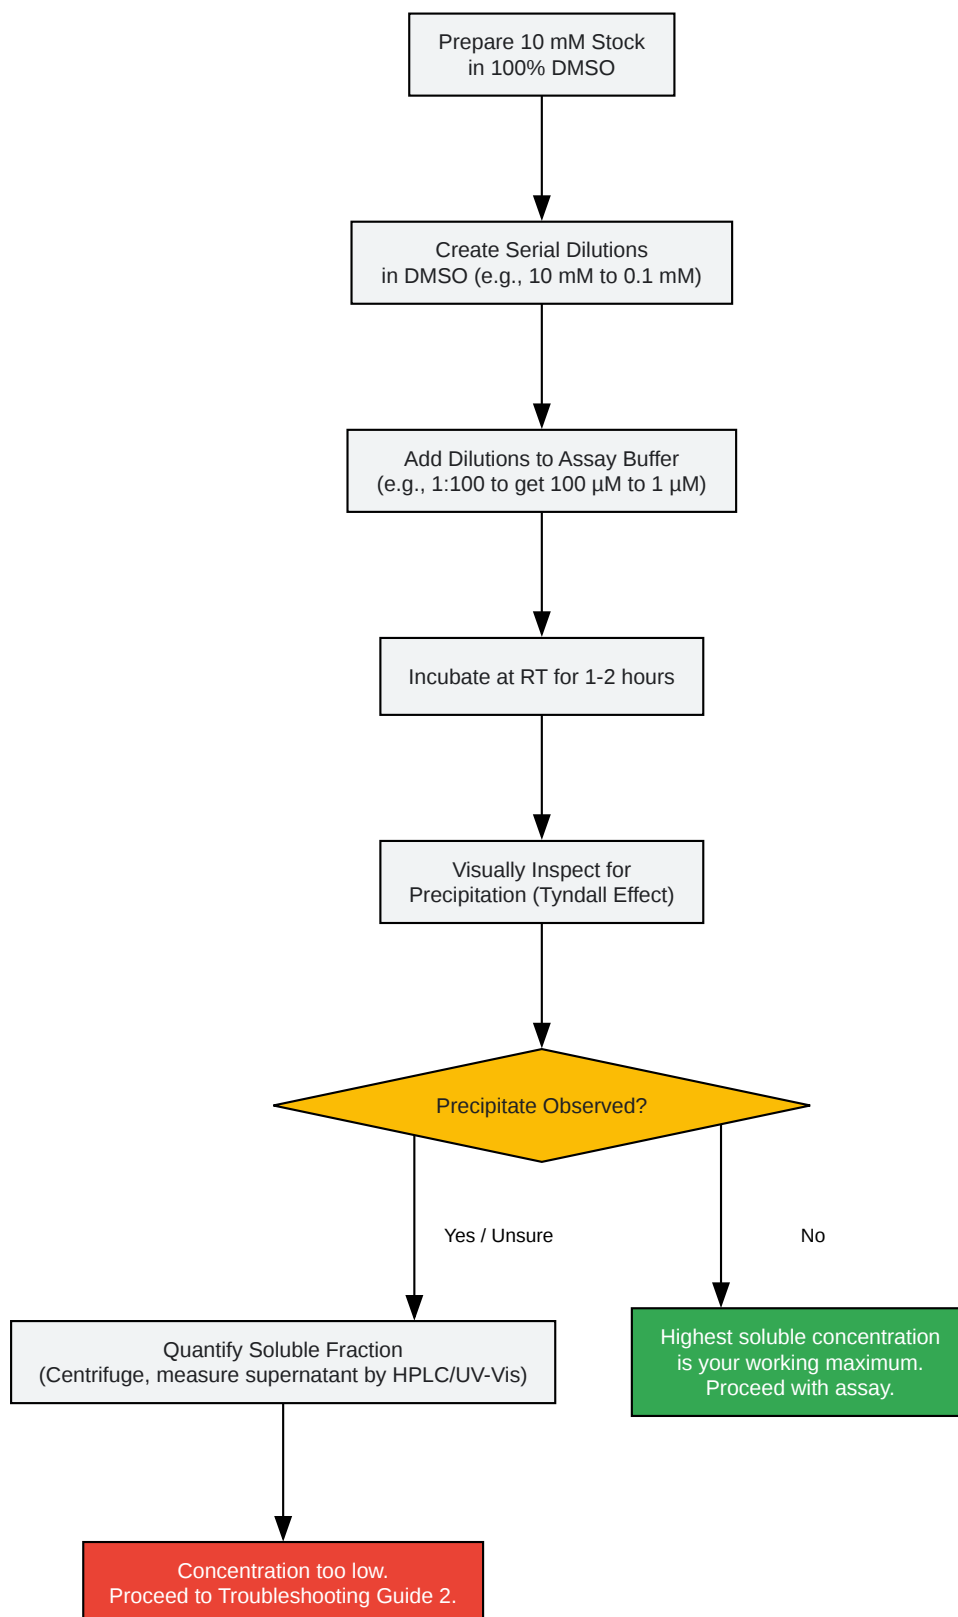 Prepare 10 mM Stock
in 100% DMSO
Create Serial Dilutions
in DMSO (e.g., 10 mM to 0.1 mM)
Add Dilutions to Assay Buffer
(e.g., 1:100 to get 100 µM to 1 µM)
Incubate at RT for 1-2 hours
Visually Inspect for
Precipitation (Tyndall Effect)
Precipitate Observed?
Yes / Unsure
No
Quantify Soluble Fraction
(Centrifuge, measure supernatant by HPLC/UV-Vis)
Highest soluble concentration
is your working maximum.
Proceed with assay.
Concentration too low.
Proceed to Troubleshooting Guide 2.